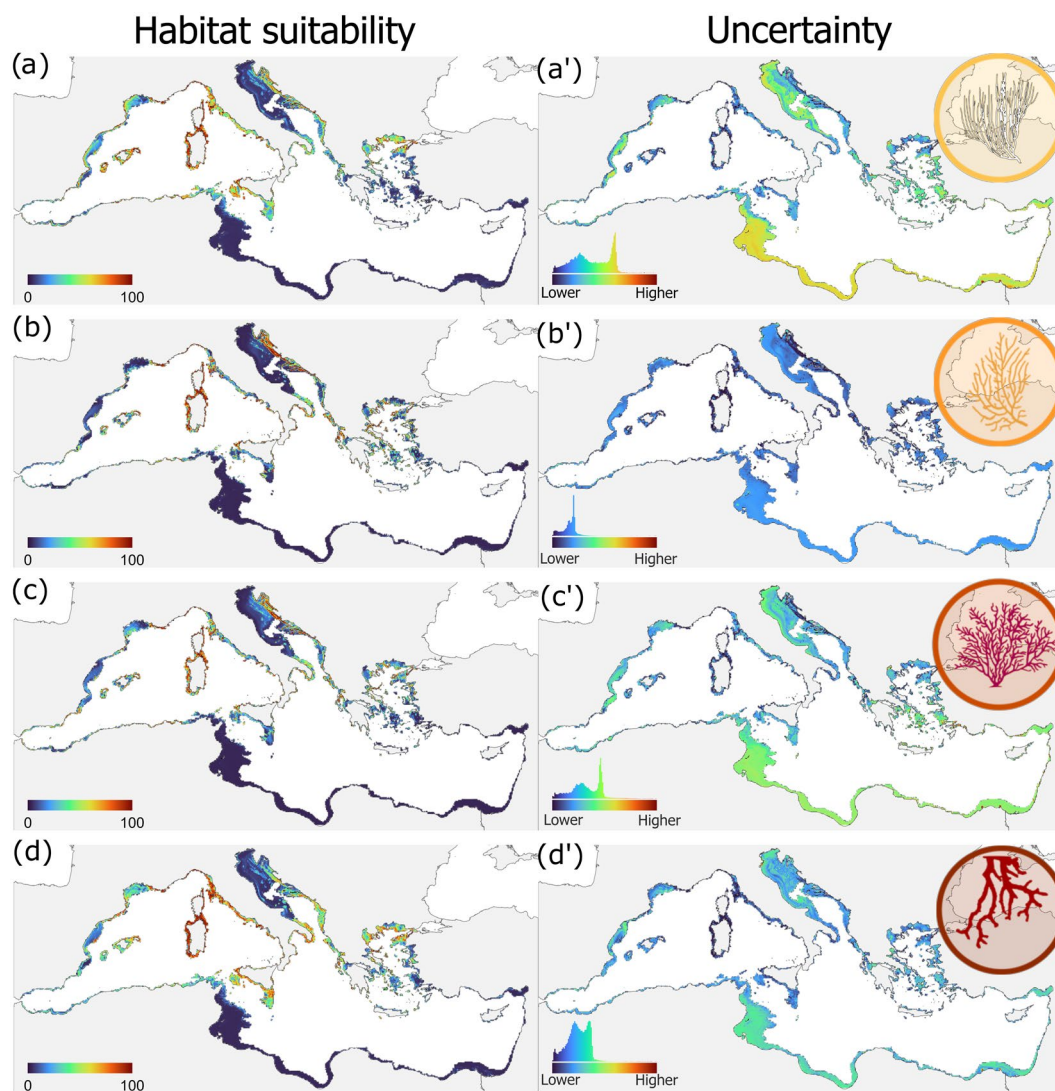 Habitat suitability Uncertainty
(a) (a')
0 100 Lower Higher
(b) (b')
0 100 Lower Higher
(c) (c')
0 100 Lower Higher
(d) (d')
0 100 Lower Higher